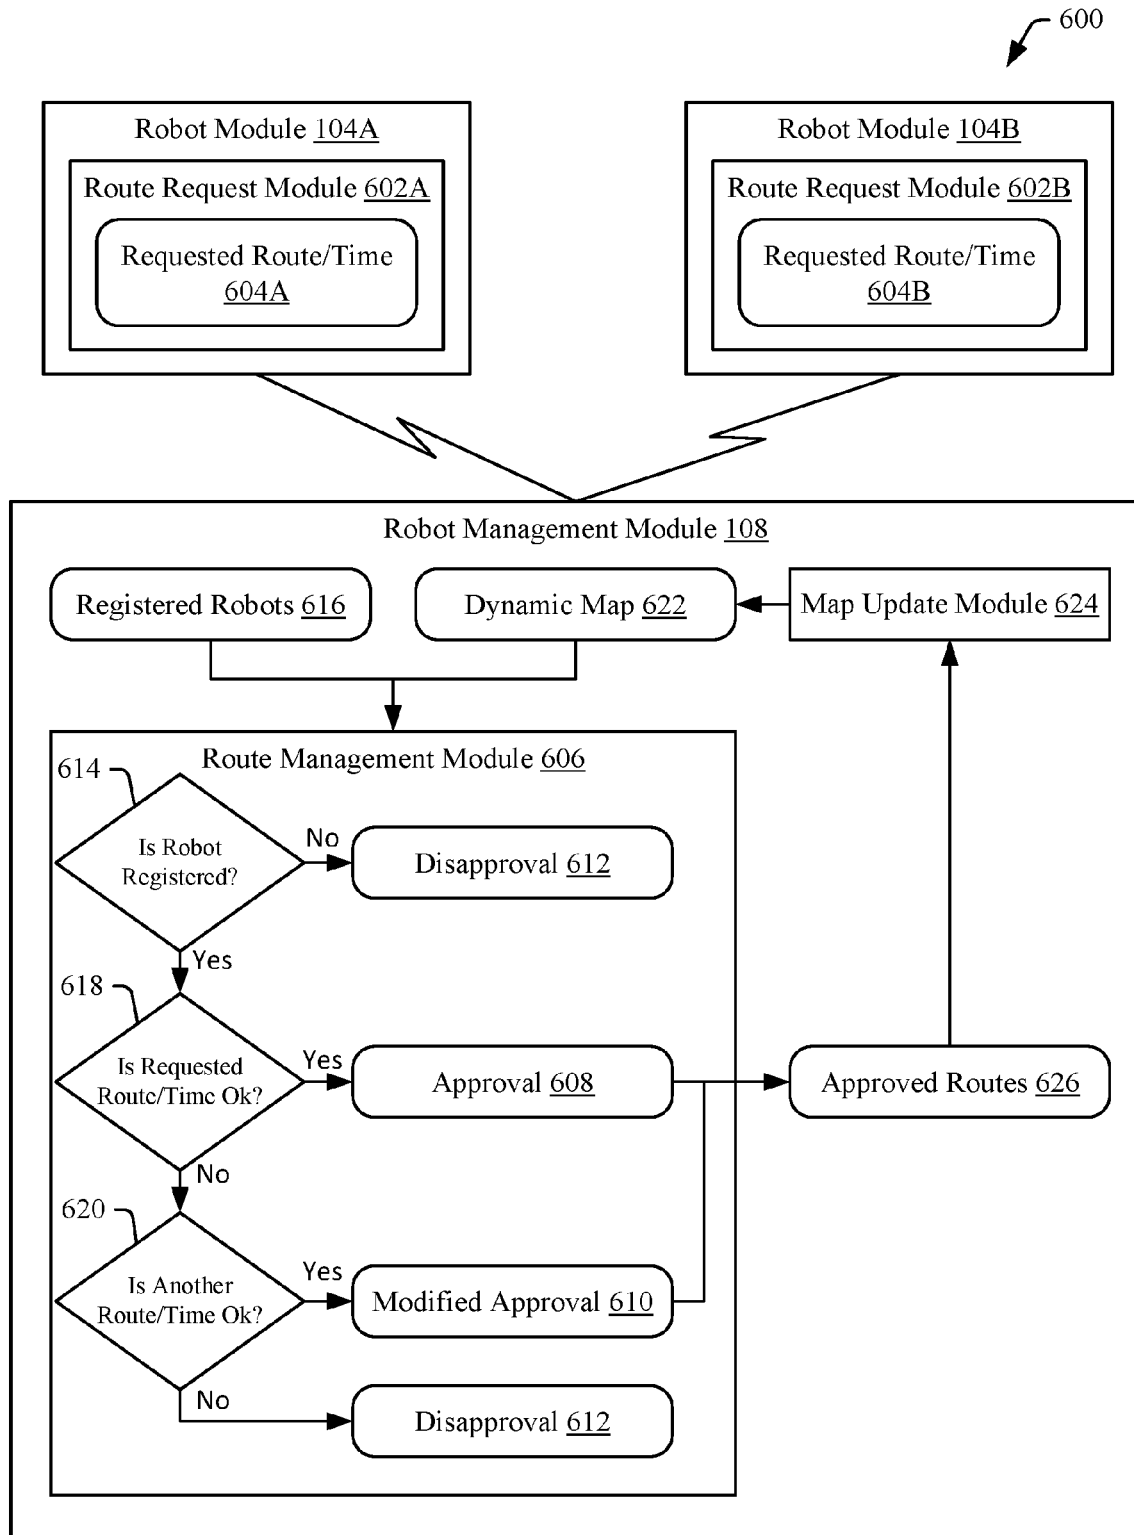 600
Robot Module 104A
Route Request Module 602A
Requested Route/Time
604A
Robot Module 104B
Route Request Module 602B
Requested Route/Time
604B
Robot Management Module 108
Registered Robots 616
Dynamic Map 622
Map Update Module 624
Route Management Module 606
614
Is Robot
Registered?
No
Disapproval 612
Yes
618
Is Requested
Route/Time Ok?
Yes
Approval 608
Approved Routes 626
No
620
Is Another
Route/Time Ok?
Yes
Modified Approval 610
No
Disapproval 612